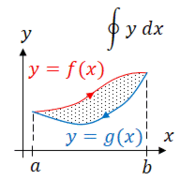 ∮ y dx
y
y = f(x)
y = g(x)
x
a
b